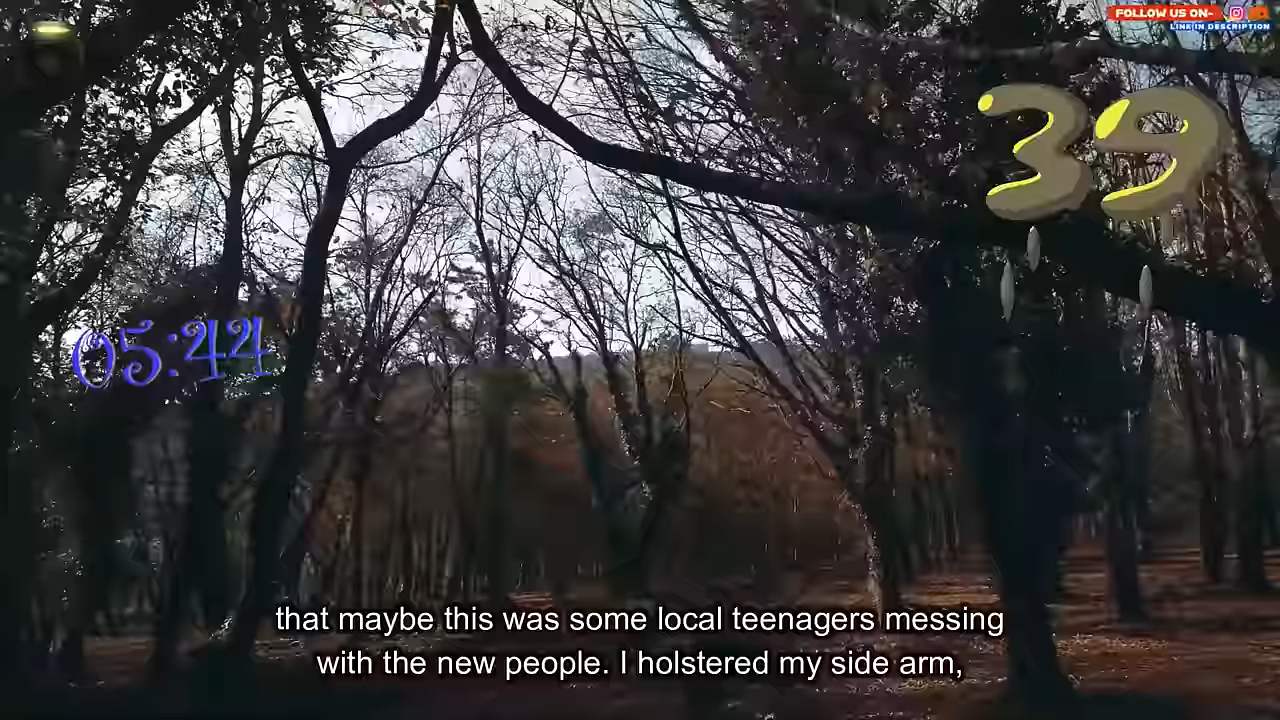 FOLLOW US ON-
LINK IN DESCRIPTION
39
05:44
that maybe this was some local teenagers messing
with the new people. I holstered my side arm,